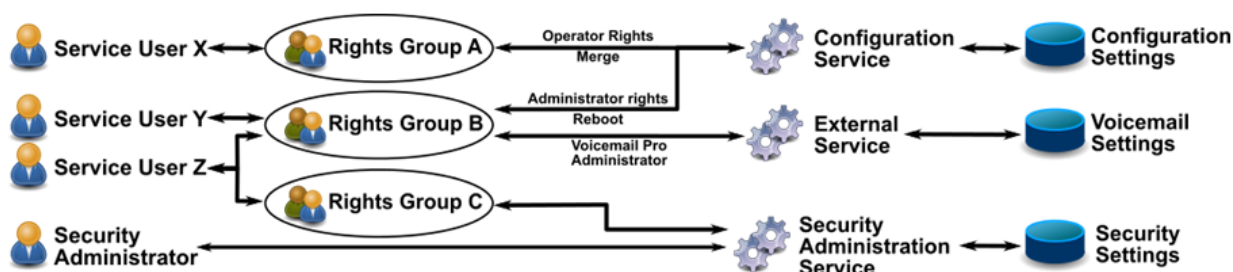 Service User X
Rights Group A
Operator Rights
Merge
Configuration
Service
Configuration
Settings
Service User Y
Rights Group B
Administrator rights
Reboot
Voicemail Pro
Administrator
External
Service
Voicemail
Settings
Service User Z
Rights Group C
Security
Administrator
Security
Administration
Service
Security
Settings